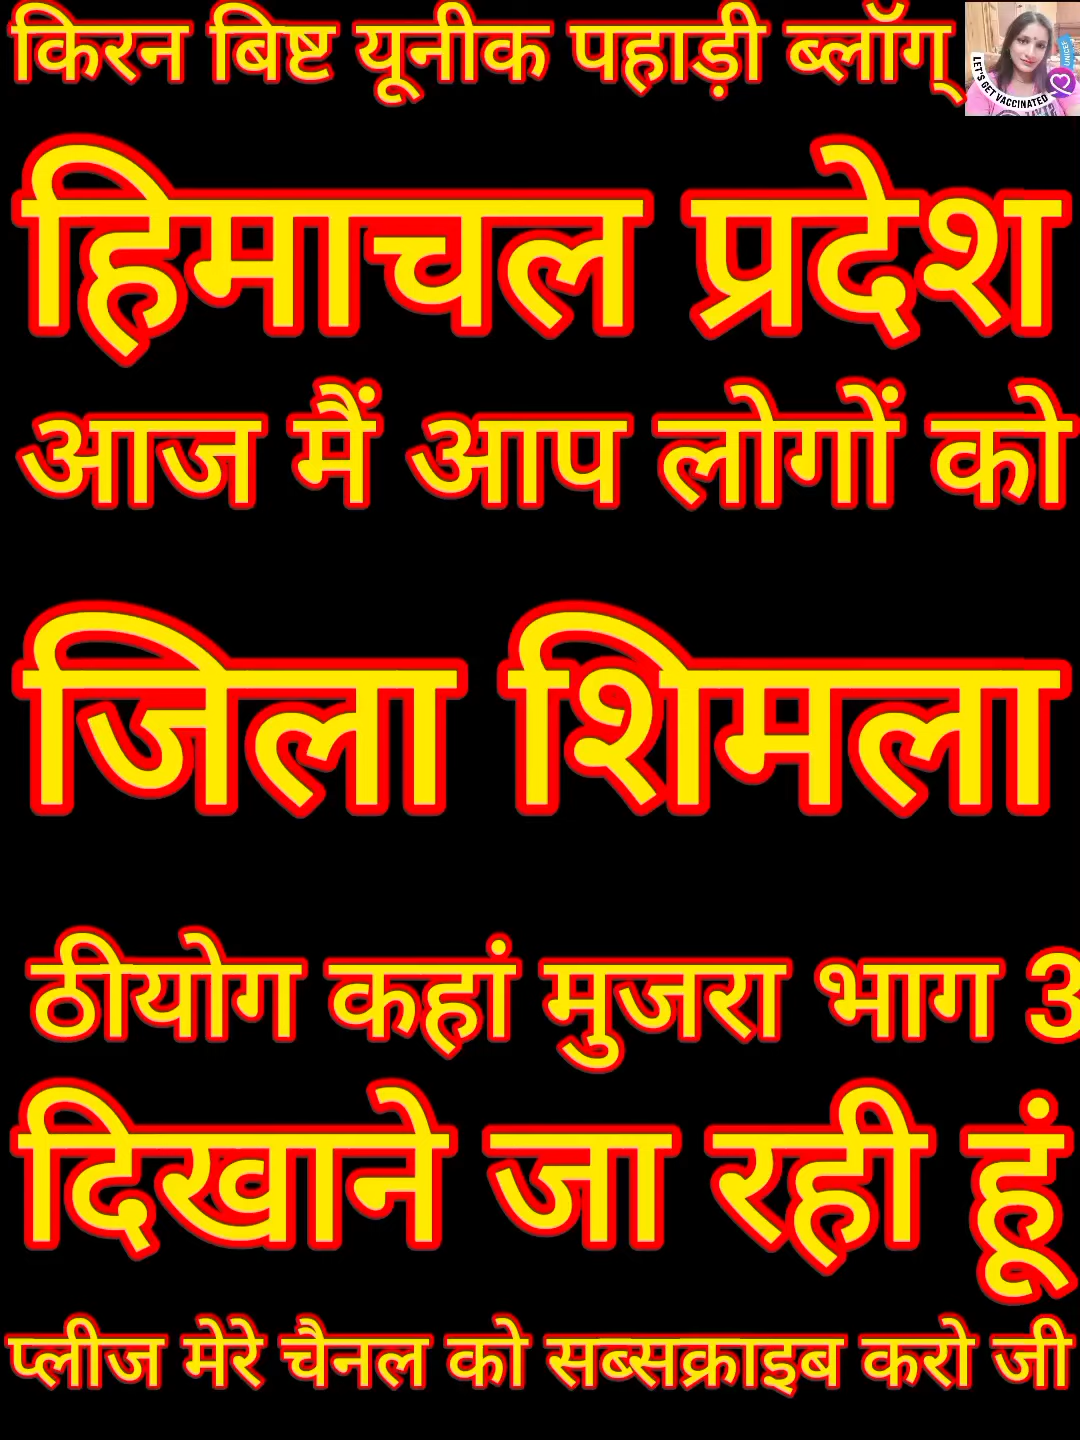 किरन बिष्ट यूनीक पहाड़ी ब्लॉग्
LET'S GET VACCINATED
UNICEF
हिमाचल प्रदेश
आज मैं आप लोगों को
जिला शिमला
ठीयोग कहां मुजरा भाग 3
दिखाने जा रही हूं
प्लीज मेरे चैनल को सब्सक्राइब करो जी